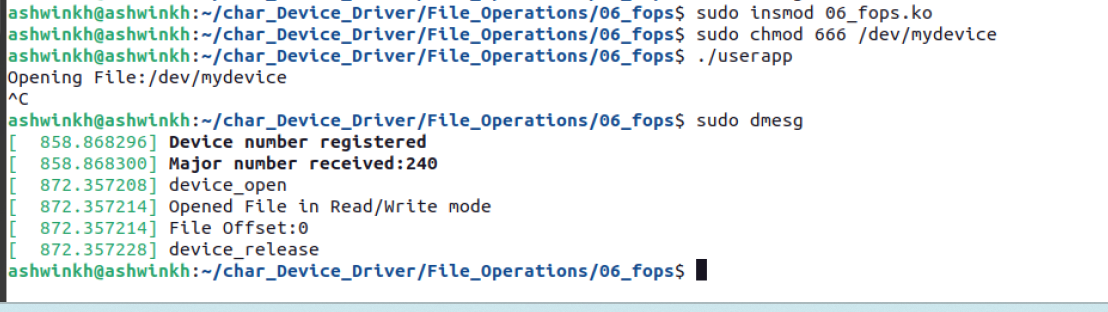 ashwinkh@ashwinkh:~/char_Device_Driver/File_Operations/06_fops$ sudo insmod 06_fops.ko
ashwinkh@ashwinkh:~/char_Device_Driver/File_Operations/06_fops$ sudo chmod 666 /dev/mydevice
ashwinkh@ashwinkh:~/char_Device_Driver/File_Operations/06_fops$ ./userapp
Opening File:/dev/mydevice
^C
ashwinkh@ashwinkh:~/char_Device_Driver/File_Operations/06_fops$ sudo dmesg
[  858.868296] Device number registered
[  858.868300] Major number received:240
[  872.357208] device_open
[  872.357214] Opened File in Read/Write mode
[  872.357214] File Offset:0
[  872.357228] device_release
ashwinkh@ashwinkh:~/char_Device_Driver/File_Operations/06_fops$